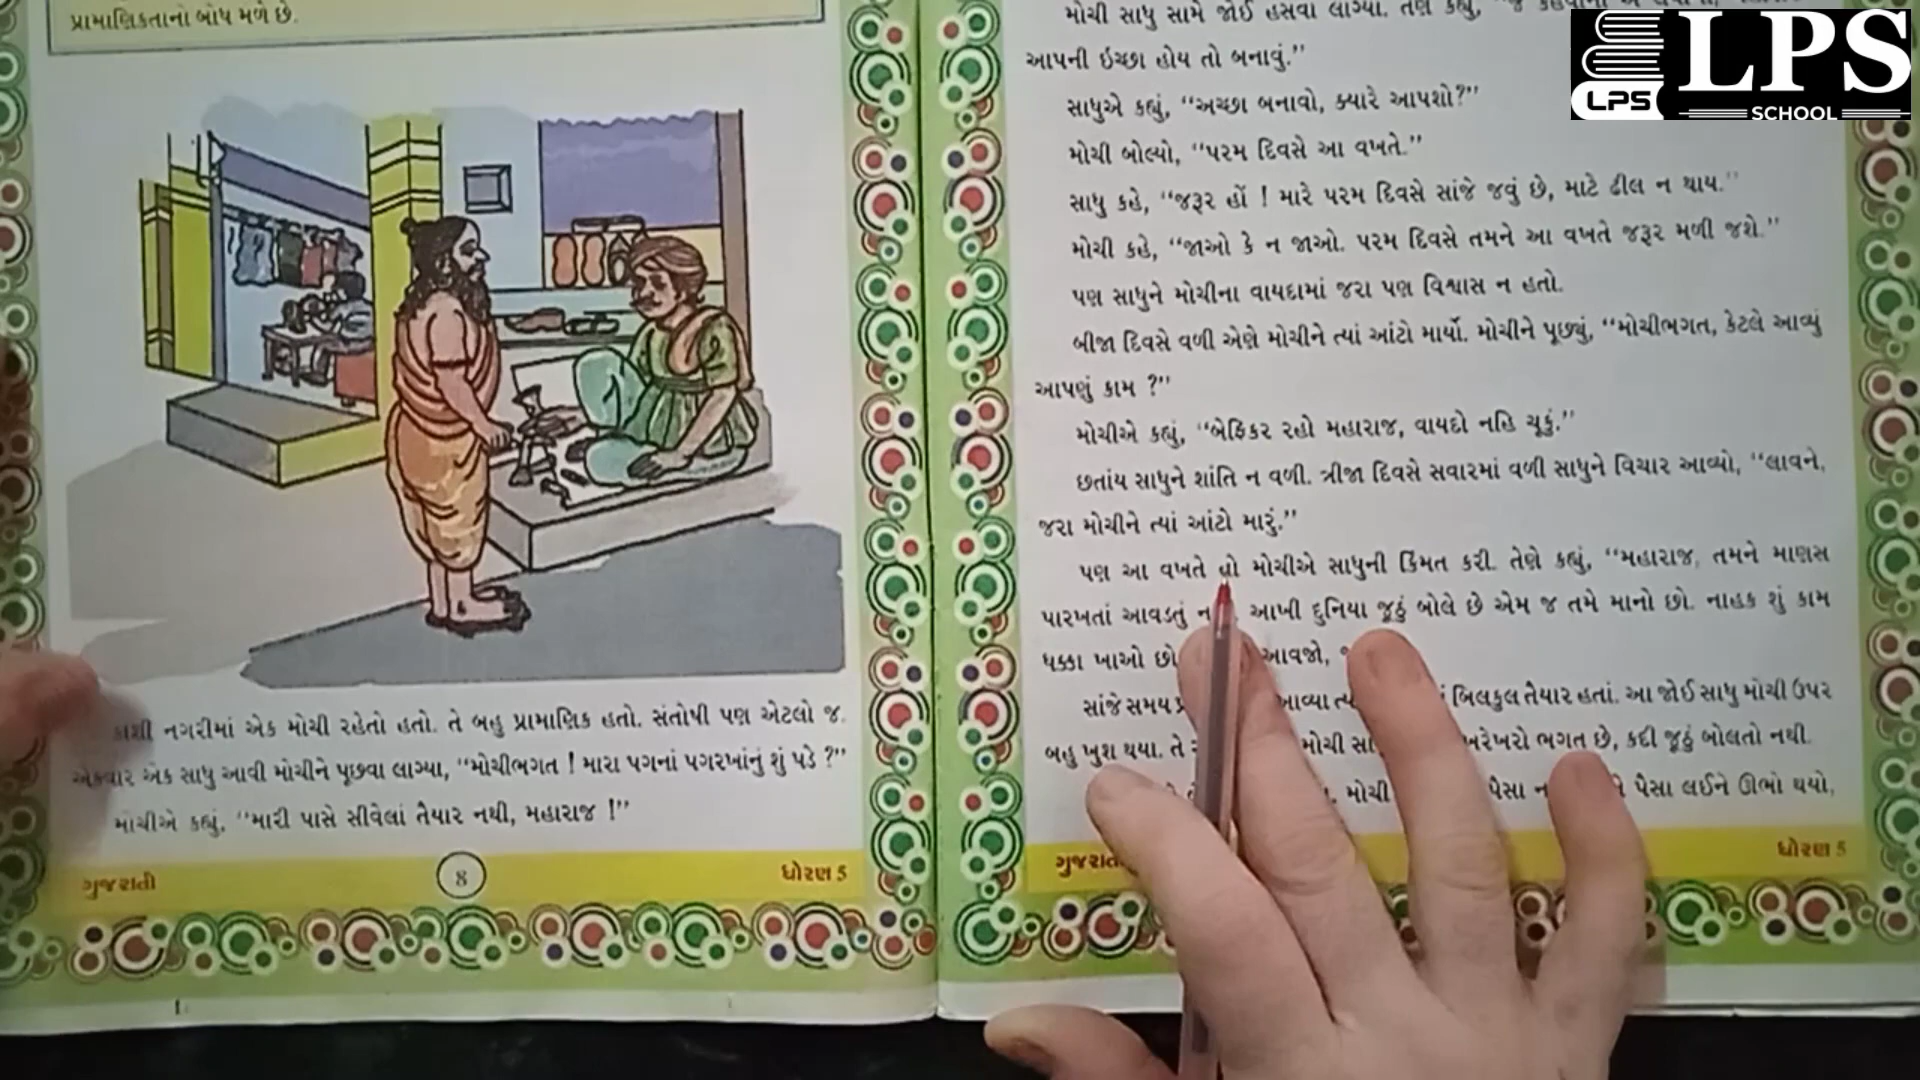 પ્રામાણિકતાનો બોધ મળે છે.
કાશી નગરીમાં એક મોચી રહેતો હતો. તે બહુ પ્રામાણિક હતો. સંતોષી પણ એટલો જ.
એકવાર એક સાધુ આવી મોચીને પૂછવા લાગ્યા, “મોચીભગત ! મારા પગનાં પગરખાંનું શું પડે ?”
મોચીએ કહ્યું, “મારી પાસે સીવેલાં તૈયાર નથી, મહારાજ !”
ગુજરાતી
8
ધોરણ 5
મોચી સાધુ સામે જોઈ હસવા લાગ્યા. તેણે કહ્યું,
આપની ઇચ્છા હોય તો બનાવું.”
સાધુએ કહ્યું, “અચ્છા બનાવો, ક્યારે આપશો?”
મોચી બોલ્યો, “પરમ દિવસે આ વખતે.”
સાધુ કહે, “જરૂર હોં ! મારે પરમ દિવસે સાંજે જવું છે, માટે ઢીલ ન થાય.”
મોચી કહે, “જાઓ કે ન જાઓ. પરમ દિવસે તમને આ વખતે જરૂર મળી જશે.”
પણ સાધુને મોચીના વાયદામાં જરા પણ વિશ્વાસ ન હતો.
બીજા દિવસે વળી એણે મોચીને ત્યાં આંટો માર્યો. મોચીને પૂછ્યું, “મોચીભગત, કેટલે આવ્યું
આપણું કામ ?”
મોચીએ કહ્યું, “બેફિકર રહો મહારાજ, વાયદો નહિ ચૂકું.”
છતાંય સાધુને શાંતિ ન વળી. ત્રીજા દિવસે સવારમાં વળી સાધુને વિચાર આવ્યો, “લાવને,
જરા મોચીને ત્યાં આંટો મારું.”
પણ આ વખતે તો મોચીએ સાધુની કિંમત કરી. તેણે કહ્યું, “મહારાજ, તમને માણસ
પારખતાં આવડતું આખી દુનિયા જૂઠું બોલે છે એમ જ તમે માનો છો. નાહક શું કામ
ધક્કા ખાઓ છો આવજો,
સાંજે સમય આવ્યા બિલકુલ તૈયાર હતાં. આ જોઈ સાધુ મોચી ઉપર
બહુ ખુશ થયા. તે મોચી ખરેખરો ભગત છે, કદી જૂઠું બોલતો નથી.
મોચી પૈસા પૈસા લઈને ઊભો થયો,
ધોરણ 5
LPS
LPS
SCHOOL